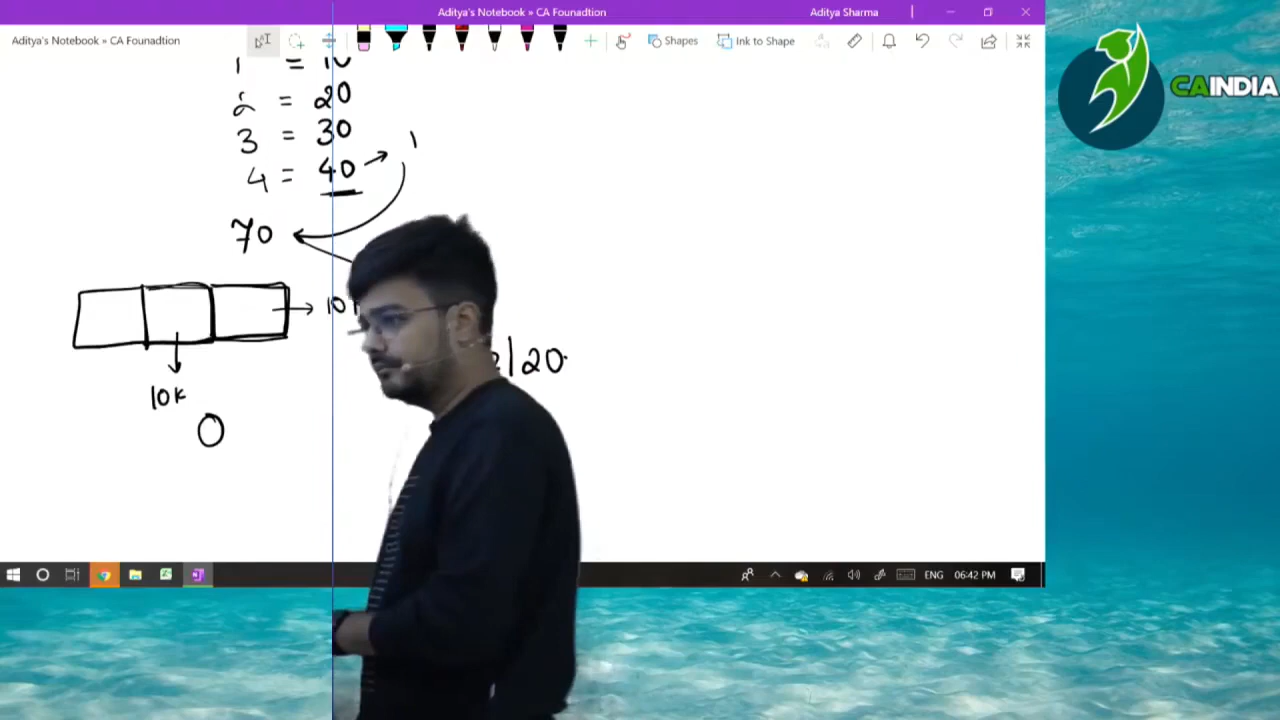 Aditya's Notebook » CA Founadtion
Aditya Sharma
Aditya's Notebook » CA Founadtion
Shapes
Ink to Shape
CAINDIA
1 = 10
2 = 20
3 = 30
4 = 40
70
10k
0
20
ENG
06:42 PM